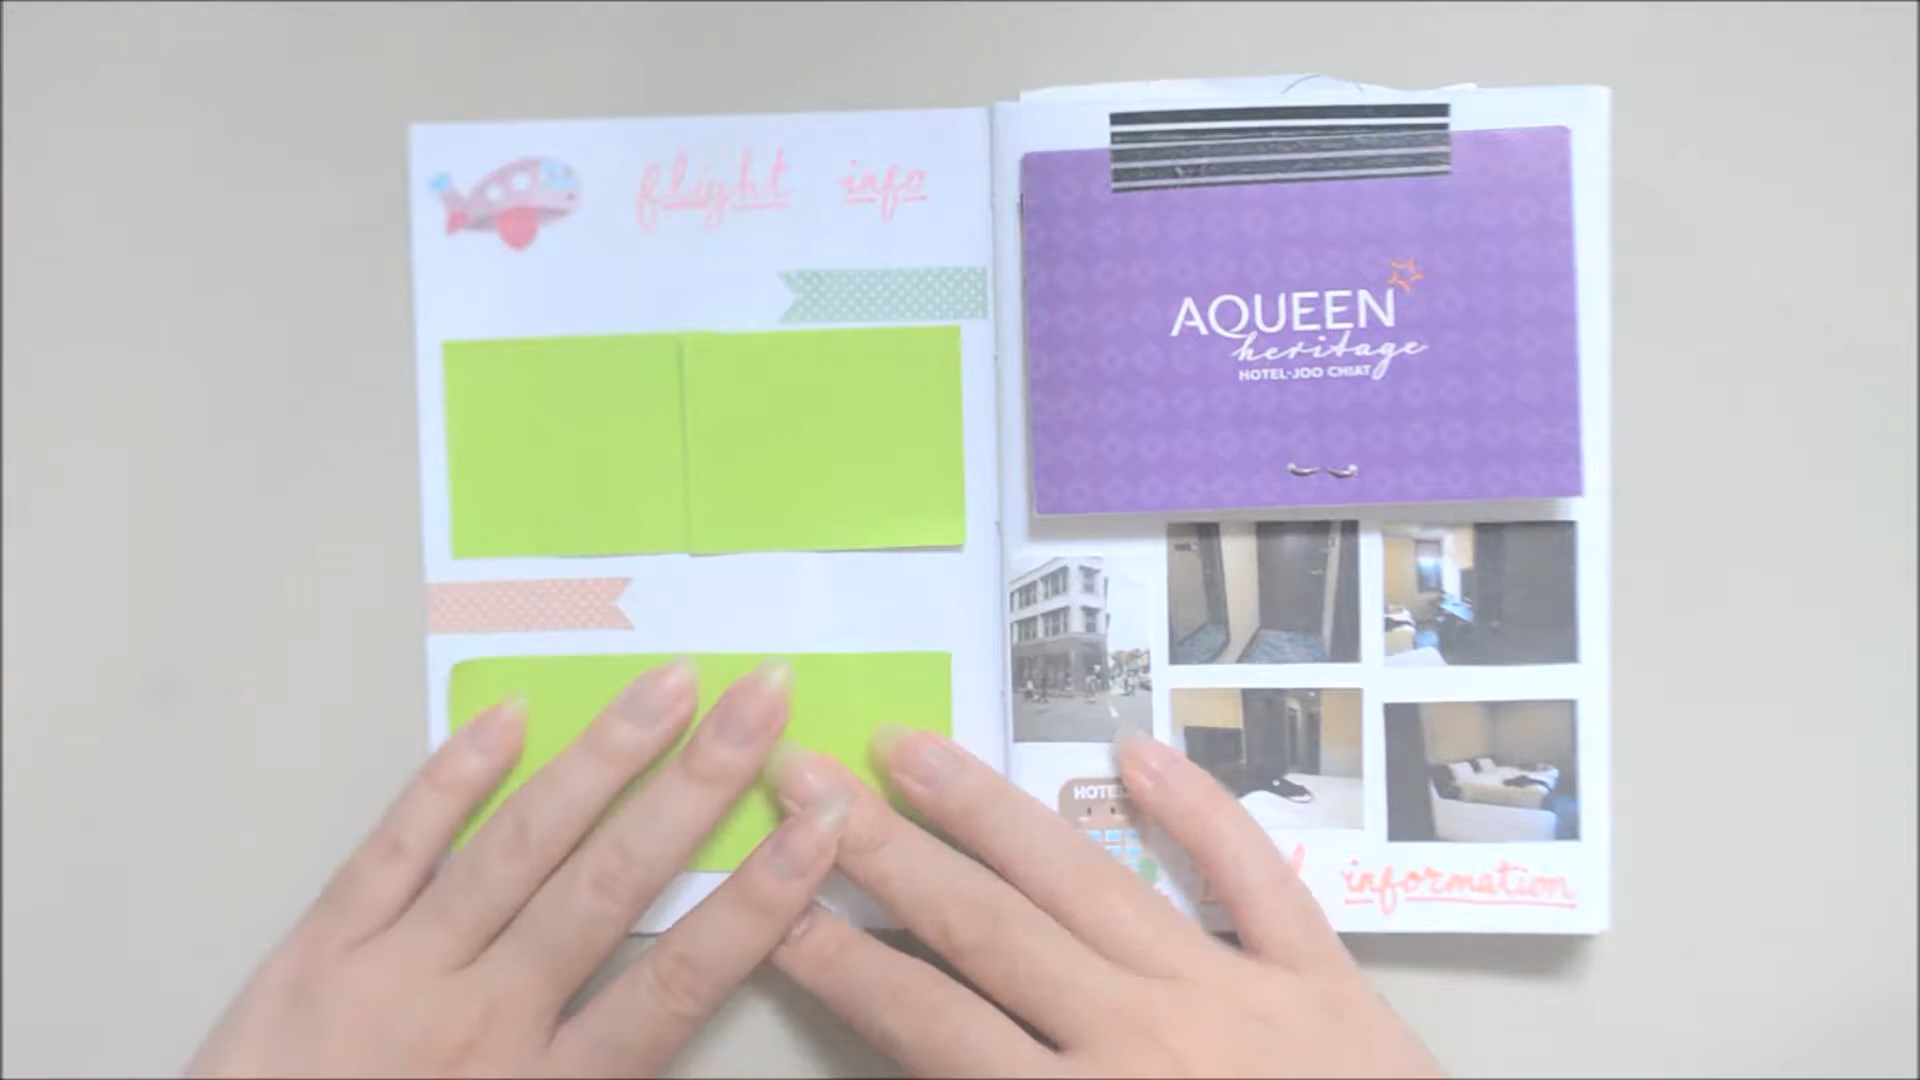 flight info
AQUEEN
heritage
HOTEL-JOO CHIAT
HOTEL
information